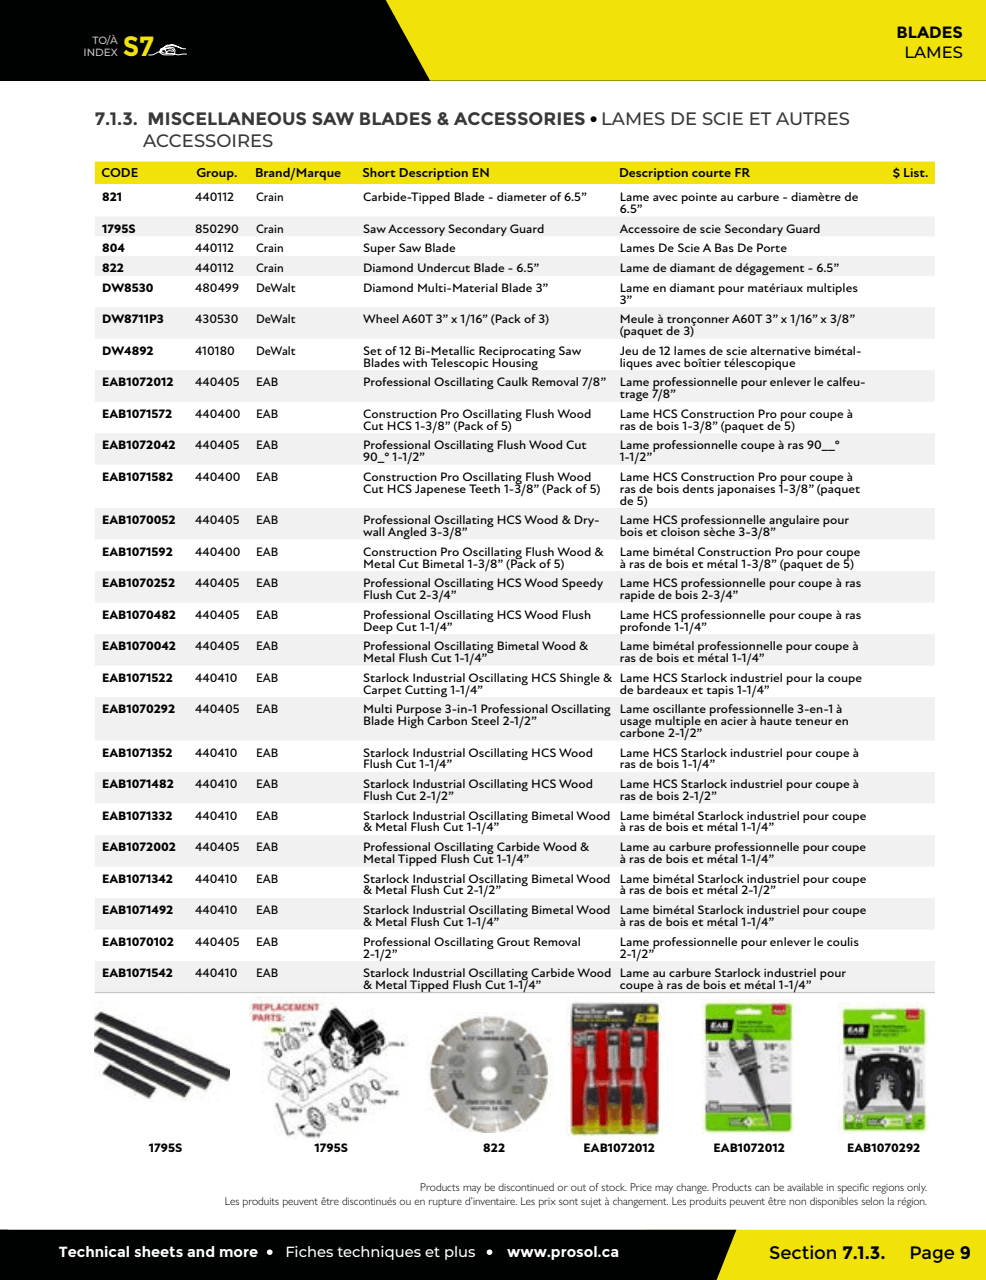 TO/À
INDEX S7
BLADES
LAMES
7.1.3. MISCELLANEOUS SAW BLADES & ACCESSORIES • LAMES DE SCIE ET AUTRES
ACCESSOIRES
CODE Group. Brand/Marque Short Description EN Description courte FR $ List.
821 440112 Crain Carbide-Tipped Blade - diameter of 6.5” Lame avec pointe au carbure - diamètre de
6.5”
1795S 850290 Crain Saw Accessory Secondary Guard Accessoire de scie Secondary Guard
804 440112 Crain Super Saw Blade Lames De Scie A Bas De Porte
822 440112 Crain Diamond Undercut Blade - 6.5” Lame de diamant de dégagement - 6.5”
DW8530 480499 DeWalt Diamond Multi-Material Blade 3” Lame en diamant pour matériaux multiples
3”
DW8711P3 430530 DeWalt Wheel A60T 3” x 1/16” (Pack of 3) Meule à tronçonner A60T 3” x 1/16” x 3/8”
(paquet de 3)
DW4892 410180 DeWalt Set of 12 Bi-Metallic Reciprocating Saw Jeu de 12 lames de scie alternative bimétal-
Blades with Telescopic Housing liques avec boîtier télescopique
EAB1072012 440405 EAB Professional Oscillating Caulk Removal 7/8” Lame professionnelle pour enlever le calfeu-
trage 7/8”
EAB1071572 440400 EAB Construction Pro Oscillating Flush Wood Lame HCS Construction Pro pour coupe à
Cut HCS 1-3/8” (Pack of 5) ras de bois 1-3/8” (paquet de 5)
EAB1072042 440405 EAB Professional Oscillating Flush Wood Cut Lame professionnelle coupe à ras 90__°
90_° 1-1/2” 1-1/2”
EAB1071582 440400 EAB Construction Pro Oscillating Flush Wood Lame HCS Construction Pro pour coupe à
Cut HCS Japenese Teeth 1-3/8” (Pack of 5) ras de bois dents japonaises 1-3/8” (paquet
de 5)
EAB1070052 440405 EAB Professional Oscillating HCS Wood & Dry- Lame HCS professionnelle angulaire pour
wall Angled 3-3/8” bois et cloison sèche 3-3/8”
EAB1071592 440400 EAB Construction Pro Oscillating Flush Wood & Lame bimétal Construction Pro pour coupe
Metal Cut Bimetal 1-3/8” (Pack of 5) à ras de bois et métal 1-3/8” (paquet de 5)
EAB1070252 440405 EAB Professional Oscillating HCS Wood Speedy Lame HCS professionnelle pour coupe à ras
Flush Cut 2-3/4” rapide de bois 2-3/4”
EAB1070482 440405 EAB Professional Oscillating HCS Wood Flush Lame HCS professionnelle pour coupe à ras
Deep Cut 1-1/4” profonde 1-1/4”
EAB1070042 440405 EAB Professional Oscillating Bimetal Wood & Lame bimétal professionnelle pour coupe à
Metal Flush Cut 1-1/4” ras de bois et métal 1-1/4”
EAB1071522 440410 EAB Starlock Industrial Oscillating HCS Shingle & Lame HCS Starlock industriel pour la coupe
Carpet Cutting 1-1/4” de bardeaux et tapis 1-1/4”
EAB1070292 440405 EAB Multi Purpose 3-in-1 Professional Oscillating Lame oscillante professionnelle 3-en-1 à
Blade High Carbon Steel 2-1/2” usage multiple en acier à haute teneur en
carbone 2-1/2”
EAB1071352 440410 EAB Starlock Industrial Oscillating HCS Wood Lame HCS Starlock industriel pour coupe à
Flush Cut 1-1/4” ras de bois 1-1/4”
EAB1071482 440410 EAB Starlock Industrial Oscillating HCS Wood Lame HCS Starlock industriel pour coupe à
Flush Cut 2-1/2” ras de bois 2-1/2”
EAB1071332 440410 EAB Starlock Industrial Oscillating Bimetal Wood Lame bimétal Starlock industriel pour coupe
& Metal Flush Cut 1-1/4” à ras de bois et métal 1-1/4”
EAB1072002 440405 EAB Professional Oscillating Carbide Wood & Lame au carbure professionnelle pour coupe
Metal Tipped Flush Cut 1-1/4” à ras de bois et métal 1-1/4”
EAB1071342 440410 EAB Starlock Industrial Oscillating Bimetal Wood Lame bimétal Starlock industriel pour coupe
& Metal Flush Cut 2-1/2” à ras de bois et métal 2-1/2”
EAB1071492 440410 EAB Starlock Industrial Oscillating Bimetal Wood Lame bimétal Starlock industriel pour coupe
& Metal Flush Cut 1-1/4” à ras de bois et métal 1-1/4”
EAB1070102 440405 EAB Professional Oscillating Grout Removal Lame professionnelle pour enlever le coulis
2-1/2” 2-1/2”
EAB1071542 440410 EAB Starlock Industrial Oscillating Carbide Wood Lame au carbure Starlock industriel pour
& Metal Tipped Flush Cut 1-1/4” coupe à ras de bois et métal 1-1/4”
REPLACEMENT
PARTS:
EAB
EAB
1795S 1795S 822 EAB1072012 EAB1072012 EAB1070292
Products may be discontinued or out of stock. Price may change. Products can be available in specific regions only.
Les produits peuvent être discontinués ou en rupture d’inventaire. Les prix sont sujet à changement. Les produits peuvent être non disponibles selon la région.
Technical sheets and more • Fiches techniques et plus • www.prosol.ca
Section 7.1.3. Page 9